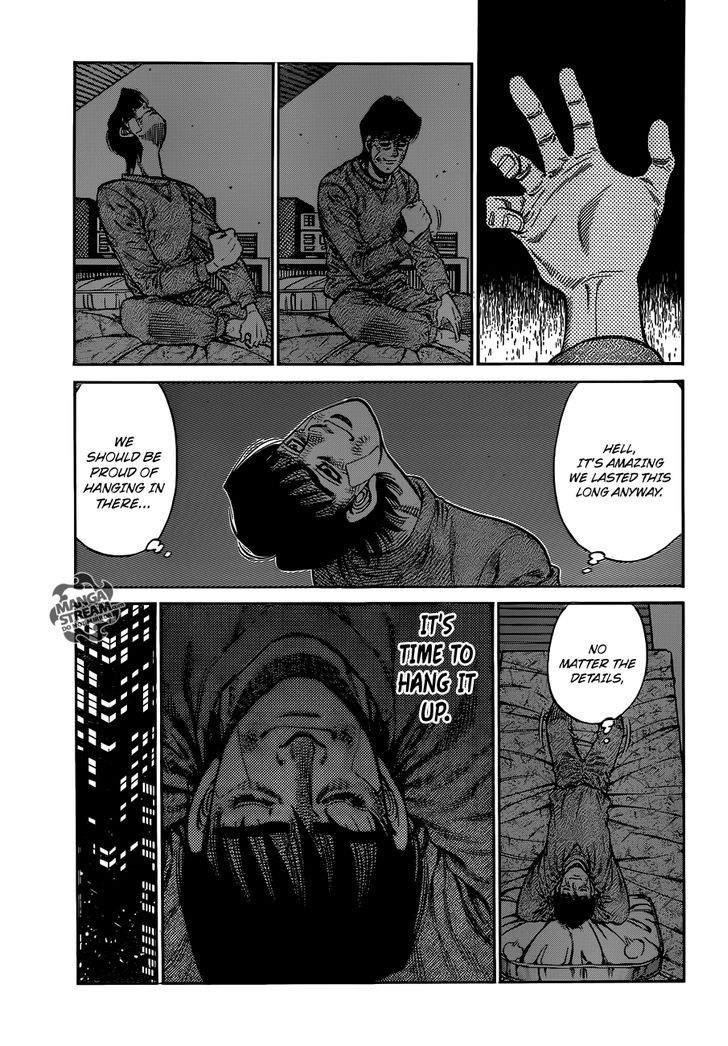 HELL,
IT'S AMAZING
WE LASTED THIS
LONG ANYWAY.
WE
SHOULD BE
PROUD OF
HANGING IN
THERE...
NO
MATTER THE
DETAILS,
IT'S
TIME TO
HANG IT
UP.
MANGA
STREAM